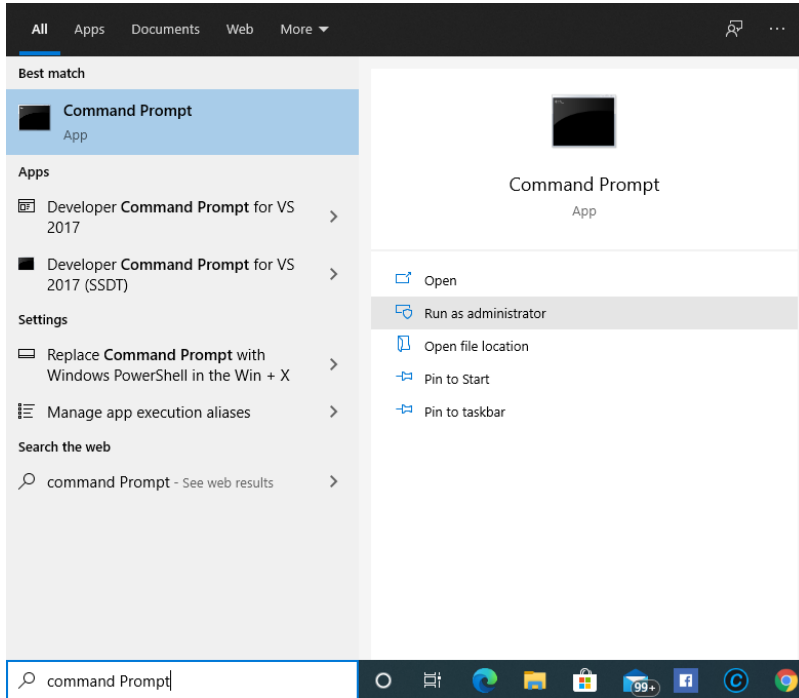 All Apps Documents Web More
Best match
Command Prompt
App
Apps
Developer Command Prompt for VS
2017
Developer Command Prompt for VS
2017 (SSDT)
Settings
Replace Command Prompt with
Windows PowerShell in the Win + X
Manage app execution aliases
Search the web
command Prompt - See web results
Command Prompt
App
Open
Run as administrator
Open file location
Pin to Start
Pin to taskbar
command Prompt
99+